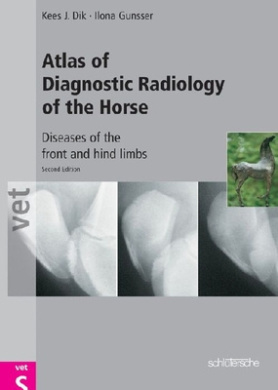 Kees J. Dik · Ilona Gunsser
Atlas of
Diagnostic Radiology
of the Horse
Diseases of the
front and hind limbs
Second Edition
vet
vet
S
schlütersche